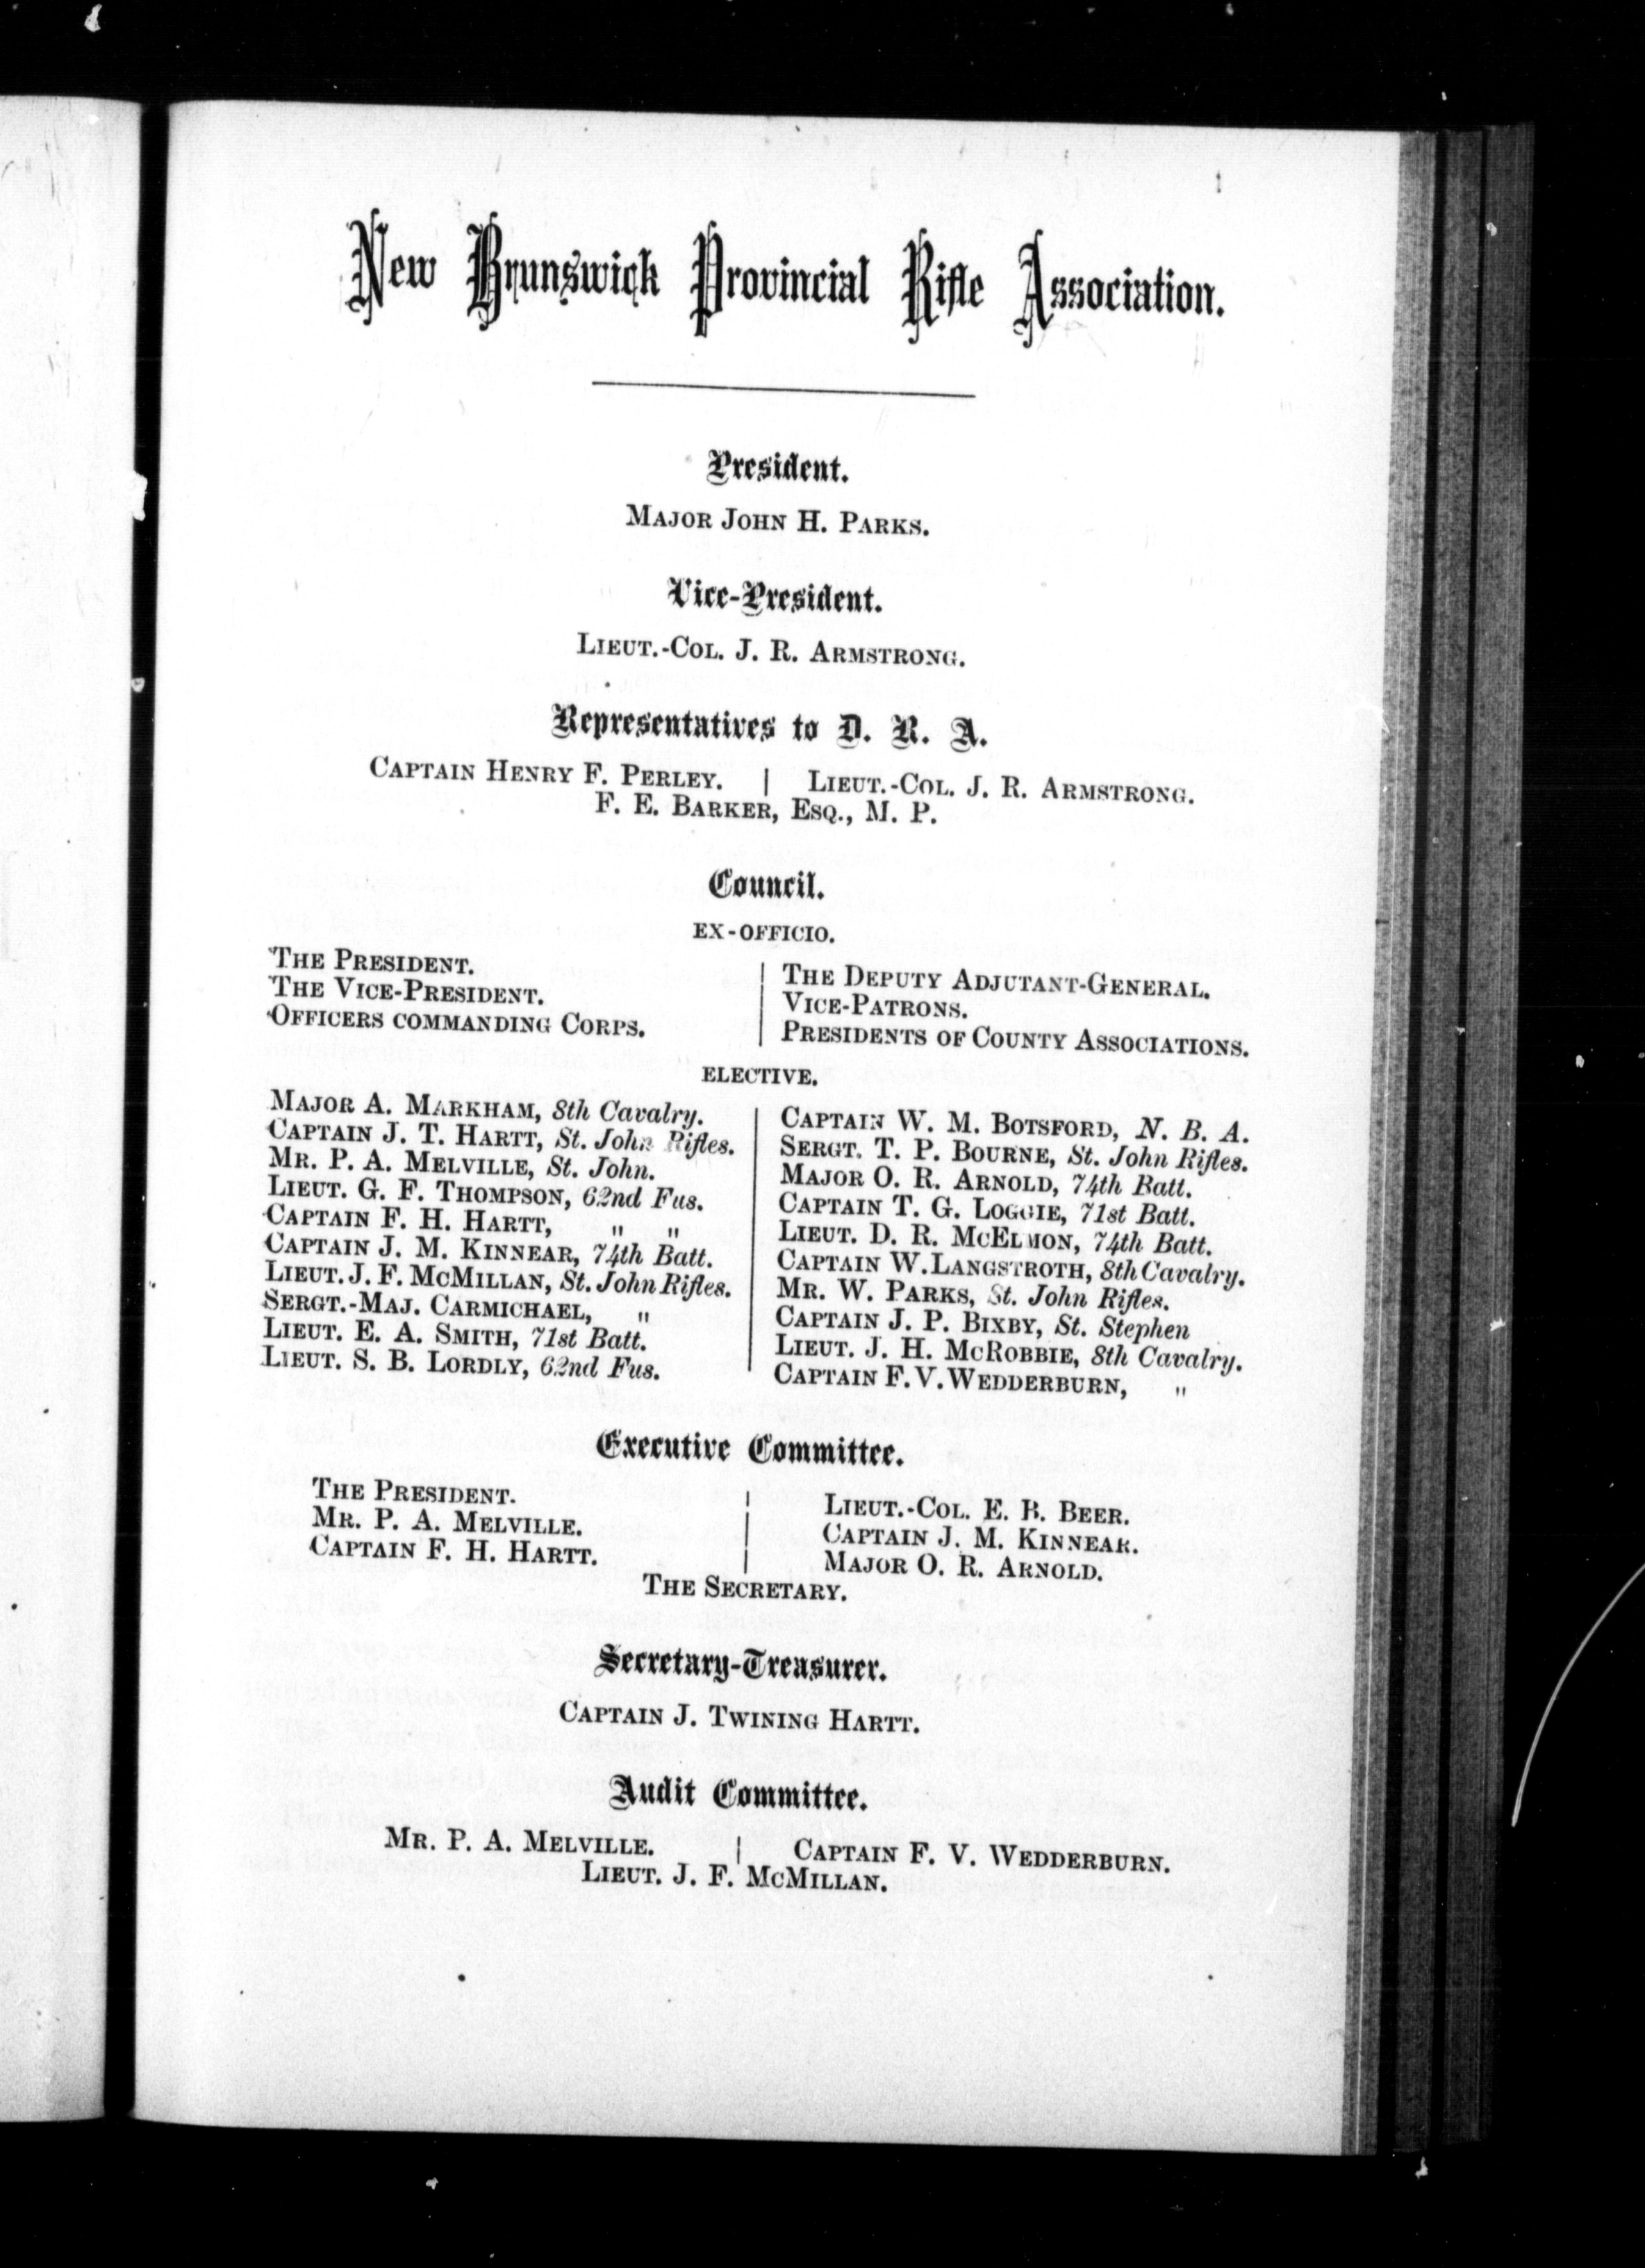 New Brunswick Provincial Rifle Association.
President.
MAJOR JOHN H. PARKS.
Vice-President.
LIEUT.-COL. J. R. ARMSTRONG.
Representatives to D. R. A.
CAPTAIN HENRY F. PERLEY. | LIEUT.-COL. J. R. ARMSTRONG.
F. E. BARKER, ESQ., M. P.
Council.
EX-OFFICIO.
THE PRESIDENT.
THE VICE-PRESIDENT.
OFFICERS COMMANDING CORPS.
THE DEPUTY ADJUTANT-GENERAL.
VICE-PATRONS.
PRESIDENTS OF COUNTY ASSOCIATIONS.
ELECTIVE.
MAJOR A. MARKHAM, 8th Cavalry.
CAPTAIN J. T. HARTT, St. John Rifles.
MR. P. A. MELVILLE, St. John.
LIEUT. G. F. THOMPSON, 62nd Fus.
CAPTAIN F. H. HARTT, " "
CAPTAIN J. M. KINNEAR, 74th Batt.
LIEUT. J. F. MCMILLAN, St. John Rifles.
SERGT.-MAJ. CARMICHAEL, "
LIEUT. E. A. SMITH, 71st Batt.
LIEUT. S. B. LORDLY, 62nd Fus.
CAPTAIN W. M. BOTSFORD, N. B. A.
SERGT. T. P. BOURNE, St. John Rifles.
MAJOR O. R. ARNOLD, 74th Batt.
CAPTAIN T. G. LOGGIE, 71st Batt.
LIEUT. D. R. MCELMON, 74th Batt.
CAPTAIN W. LANGSTROTH, 8th Cavalry.
MR. W. PARKS, St. John Rifles.
CAPTAIN J. P. BIXBY, St. Stephen
LIEUT. J. H. MCROBBIE, 8th Cavalry.
CAPTAIN F. V. WEDDERBURN, "
Executive Committee.
THE PRESIDENT.
MR. P. A. MELVILLE.
CAPTAIN F. H. HARTT.
LIEUT.-COL. E. B. BEER.
CAPTAIN J. M. KINNEAR.
MAJOR O. R. ARNOLD.
THE SECRETARY.
Secretary-Treasurer.
CAPTAIN J. TWINING HARTT.
Audit Committee.
MR. P. A. MELVILLE. | CAPTAIN F. V. WEDDERBURN.
LIEUT. J. F. MCMILLAN.